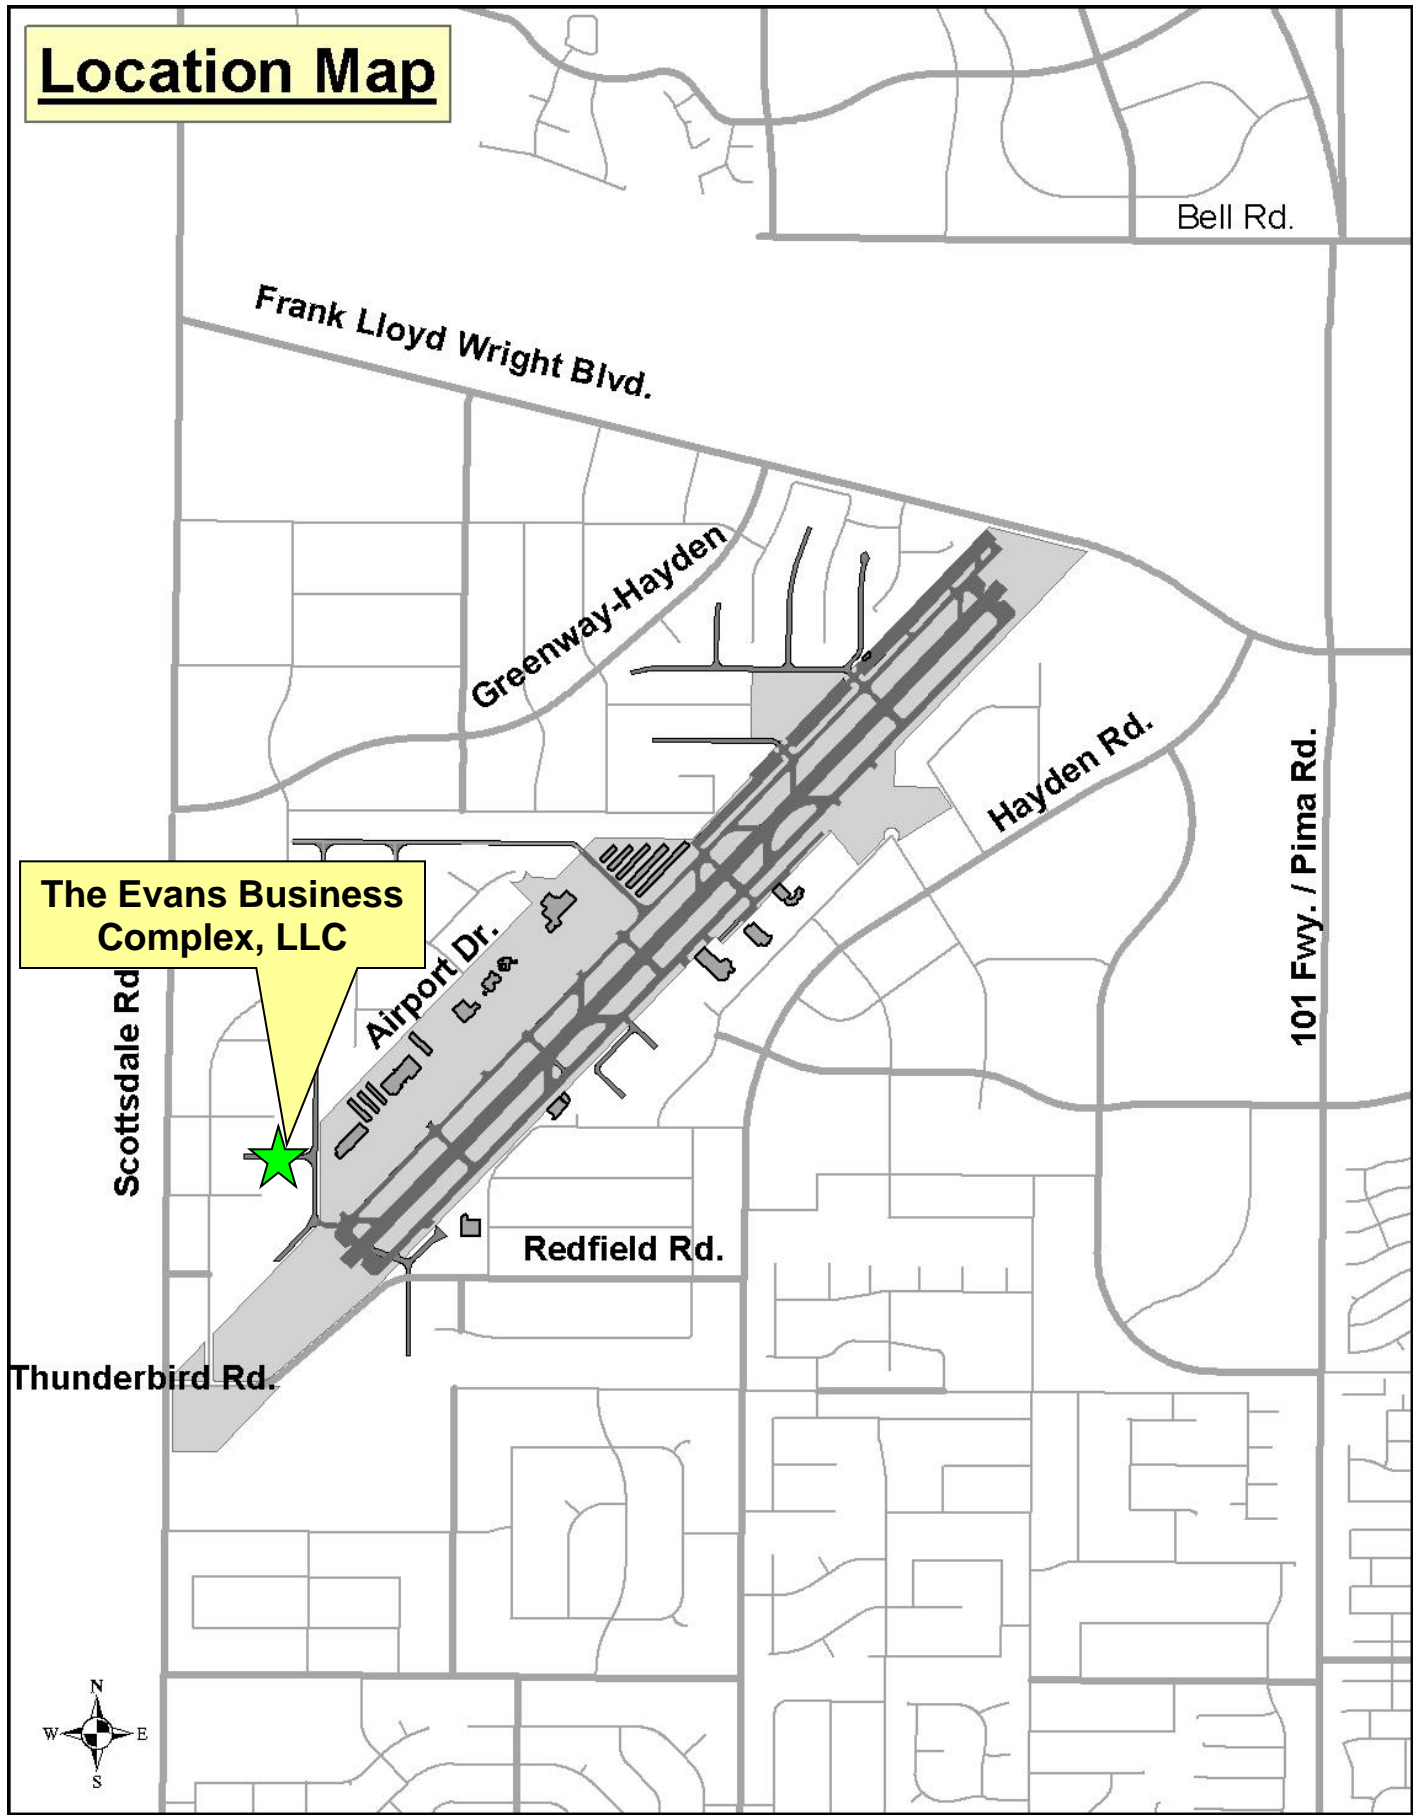 Location Map
Bell Rd.
Frank Lloyd Wright Blvd.
Greenway-Hayden
Hayden Rd.
101 Fwy. / Pima Rd.
The Evans Business
Complex, LLC
Airport Dr.
Scottsdale Rd
Redfield Rd.
Thunderbird Rd.
N
W E
S